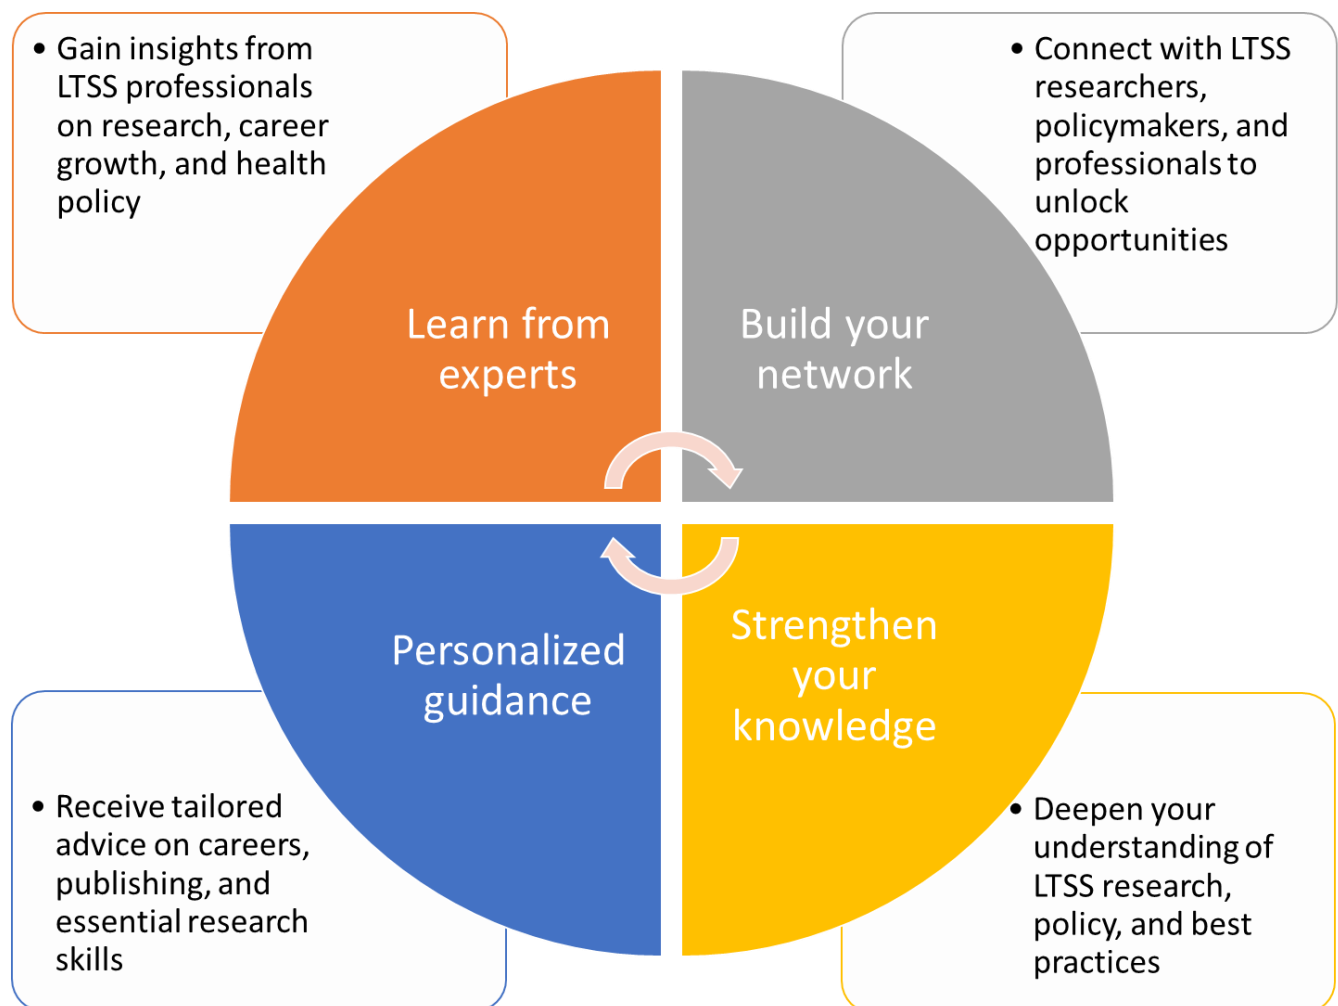 • Gain insights from
LTSS professionals
on research, career
growth, and health
policy
• Connect with LTSS
researchers,
policymakers, and
professionals to
unlock
opportunities
Learn from
experts
Build your
network
Personalized
guidance
Strengthen
your
knowledge
• Receive tailored
advice on careers,
publishing, and
essential research
skills
• Deepen your
understanding of
LTSS research,
policy, and best
practices